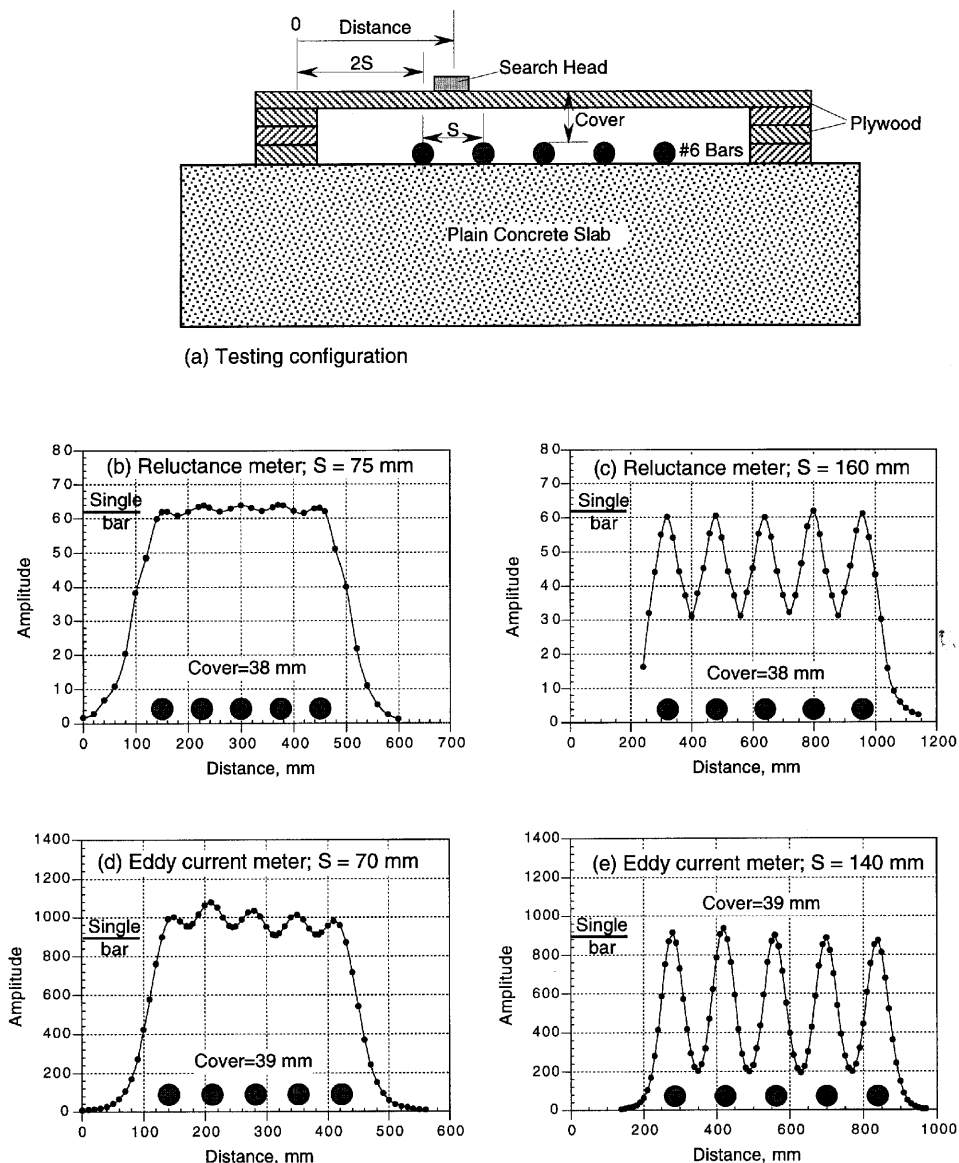 0
Distance
2S
Search Head
S
Cover
Plywood
#6 Bars
Plain Concrete Slab
(a) Testing configuration
(b) Reluctance meter; S = 75 mm
80
70
60
50
40
30
20
10
0
Amplitude
Single
bar
Cover=38 mm
0 100 200 300 400 500 600 700
Distance, mm
(c) Reluctance meter; S = 160 mm
80
70
60
50
40
30
20
10
0
Amplitude
Single
bar
Cover=38 mm
0 200 400 600 800 1000 1200
Distance, mm
(d) Eddy current meter; S = 70 mm
1400
1200
1000
800
600
400
200
0
Amplitude
Single
bar
Cover=39 mm
0 100 200 300 400 500 600
Distance, mm
(e) Eddy current meter; S = 140 mm
1400
1200
1000
800
600
400
200
0
Amplitude
Single
bar
Cover=39 mm
0 200 400 600 800 1000
Distance, mm